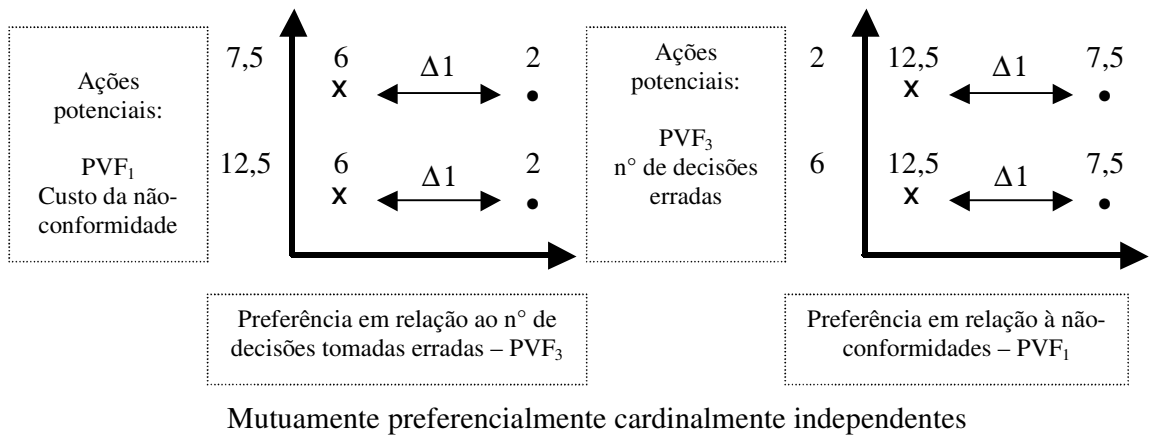 Ações
potenciais:
PVF₁
Custo da não-
conformidade
7,5
6
Δ1
2
x
•
12,5
6
Δ1
2
x
•
Preferência em relação ao n° de
decisões tomadas erradas – PVF₃
Ações
potenciais:
PVF₃
n° de decisões
erradas
2
12,5
Δ1
7,5
x
•
6
12,5
Δ1
7,5
x
•
Preferência em relação à não-
conformidades – PVF₁
Mutuamente preferencialmente cardinalmente independentes